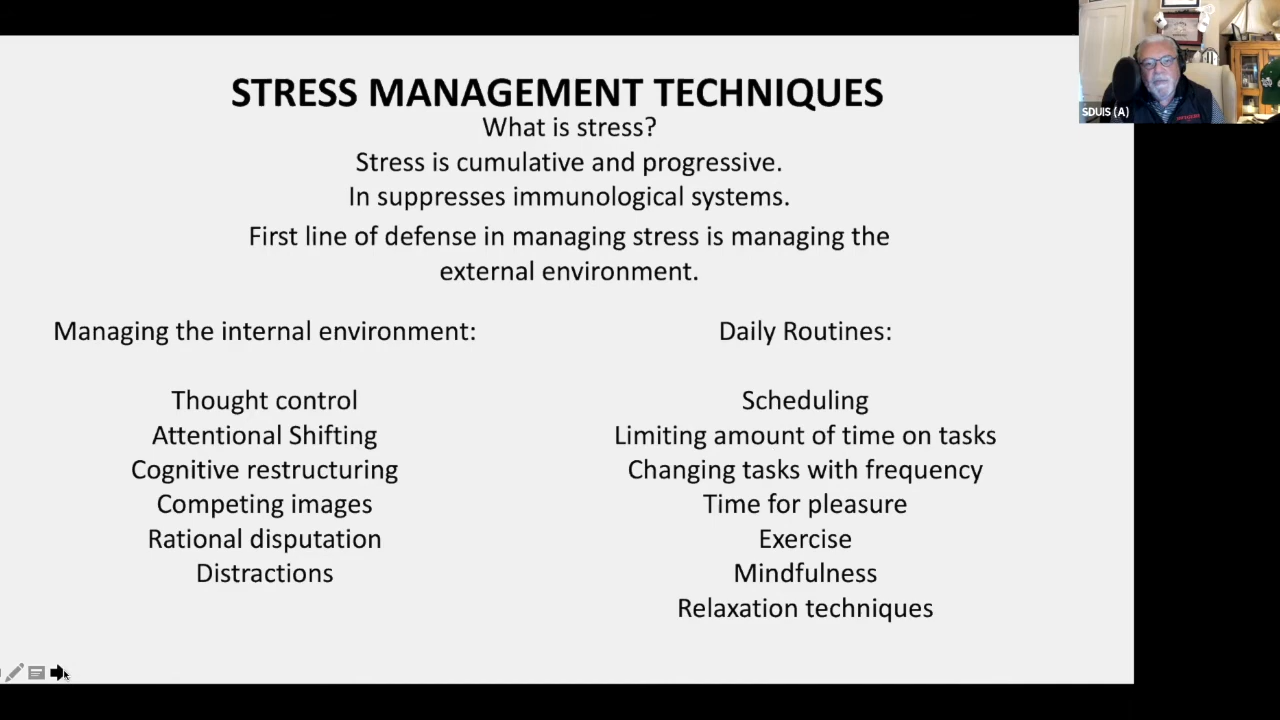 STRESS MANAGEMENT TECHNIQUES
What is stress?
Stress is cumulative and progressive.
In suppresses immunological systems.
First line of defense in managing stress is managing the
external environment.
Managing the internal environment:
Thought control
Attentional Shifting
Cognitive restructuring
Competing images
Rational disputation
Distractions
Daily Routines:
Scheduling
Limiting amount of time on tasks
Changing tasks with frequency
Time for pleasure
Exercise
Mindfulness
Relaxation techniques
SDUIS (A)